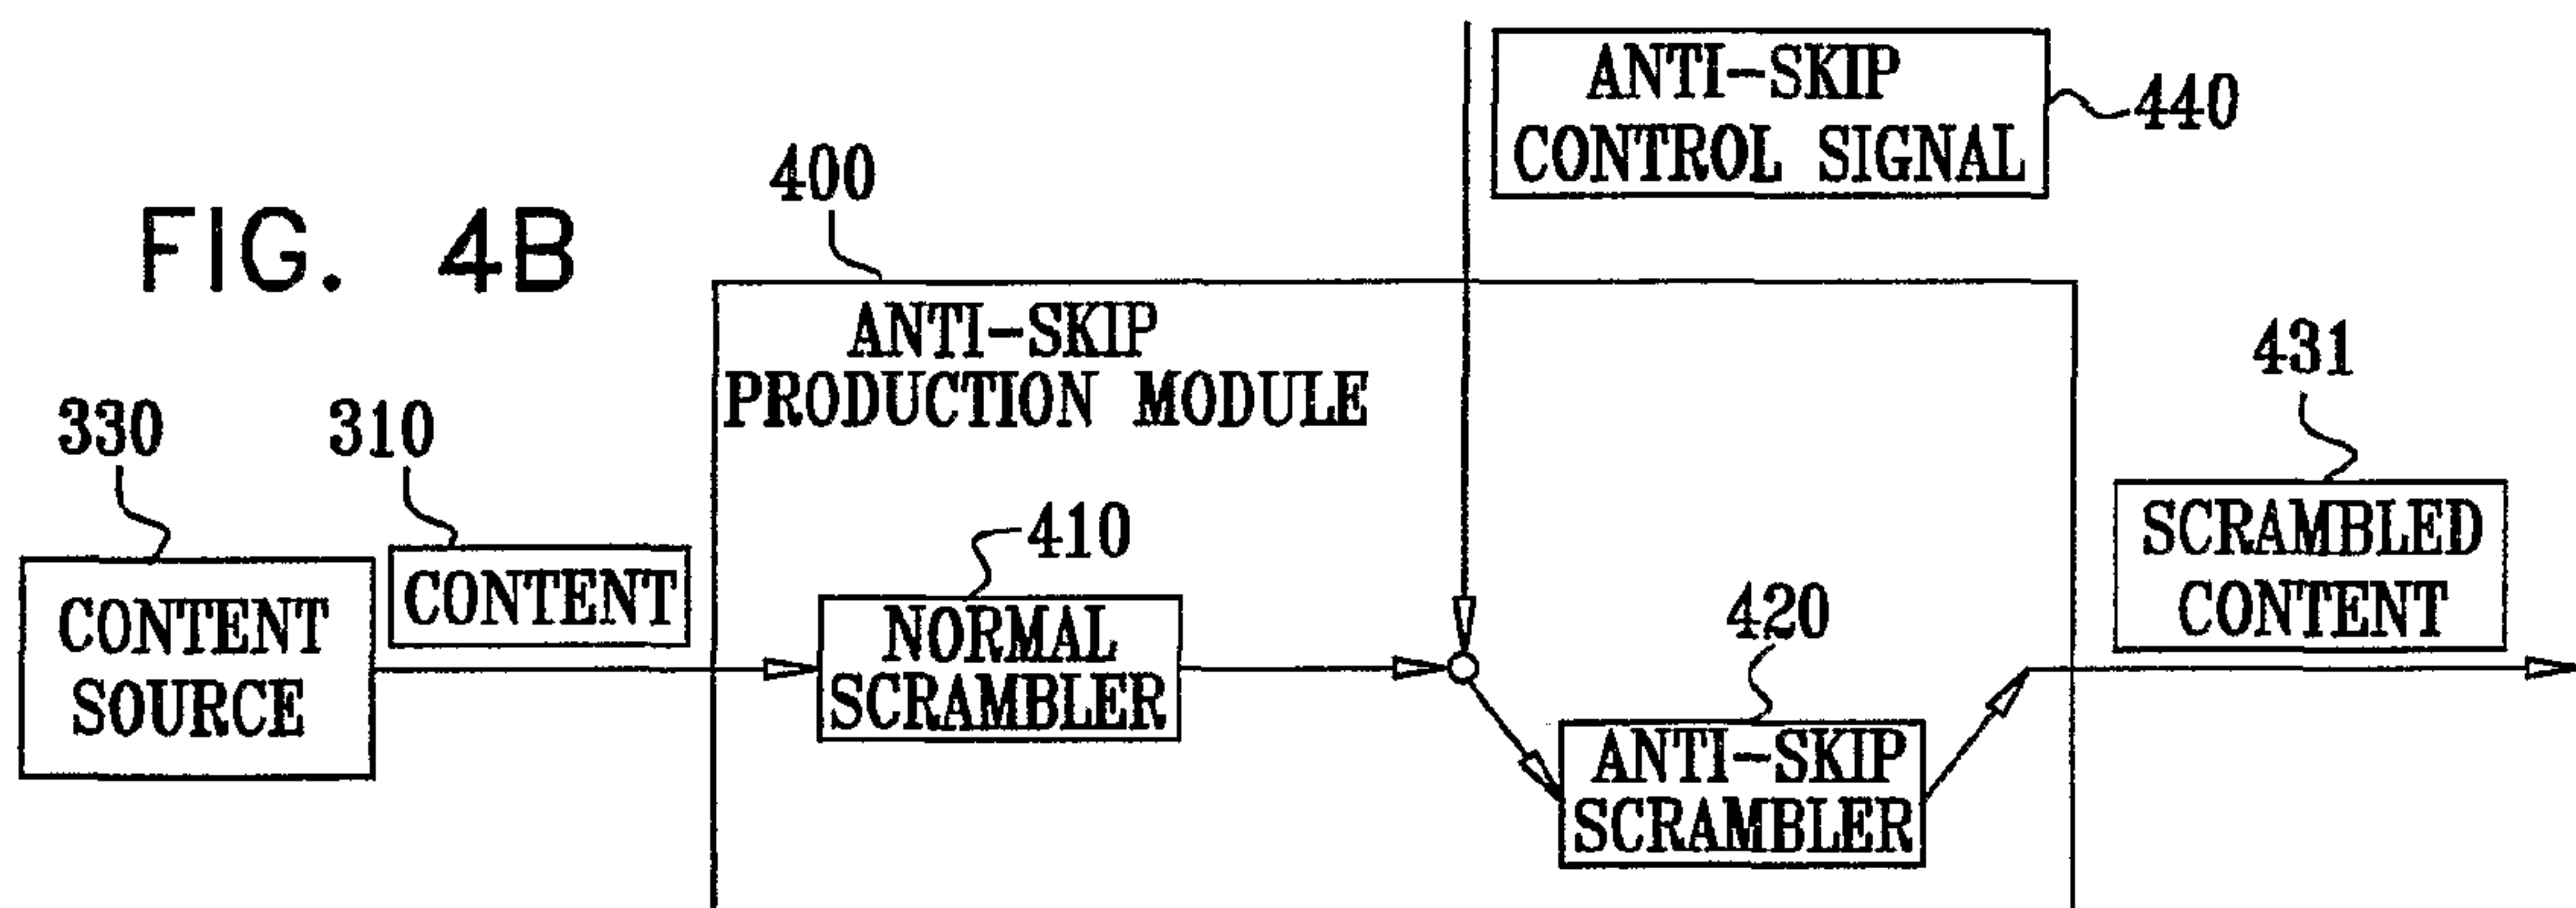 FIG. 4B
ANTI-SKIP
CONTROL SIGNAL
440
400
ANTI-SKIP
PRODUCTION MODULE
330
310
CONTENT
SOURCE
CONTENT
410
NORMAL
SCRAMBLER
420
ANTI-SKIP
SCRAMBLER
431
SCRAMBLED
CONTENT